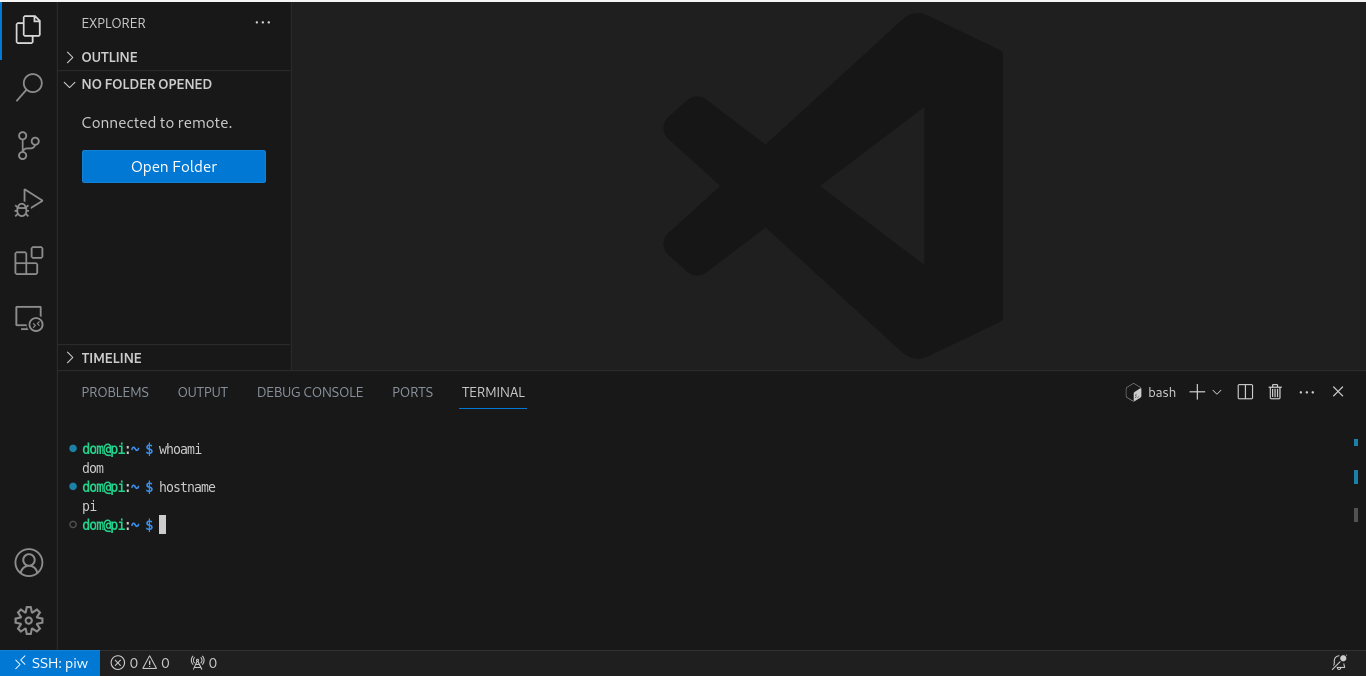 EXPLORER
OUTLINE
NO FOLDER OPENED
Connected to remote.
Open Folder
TIMELINE
PROBLEMS OUTPUT DEBUG CONSOLE PORTS TERMINAL bash
dom@pi:~ $ whoami
dom
dom@pi:~ $ hostname
pi
dom@pi:~ $
SSH: piw 0 0 0